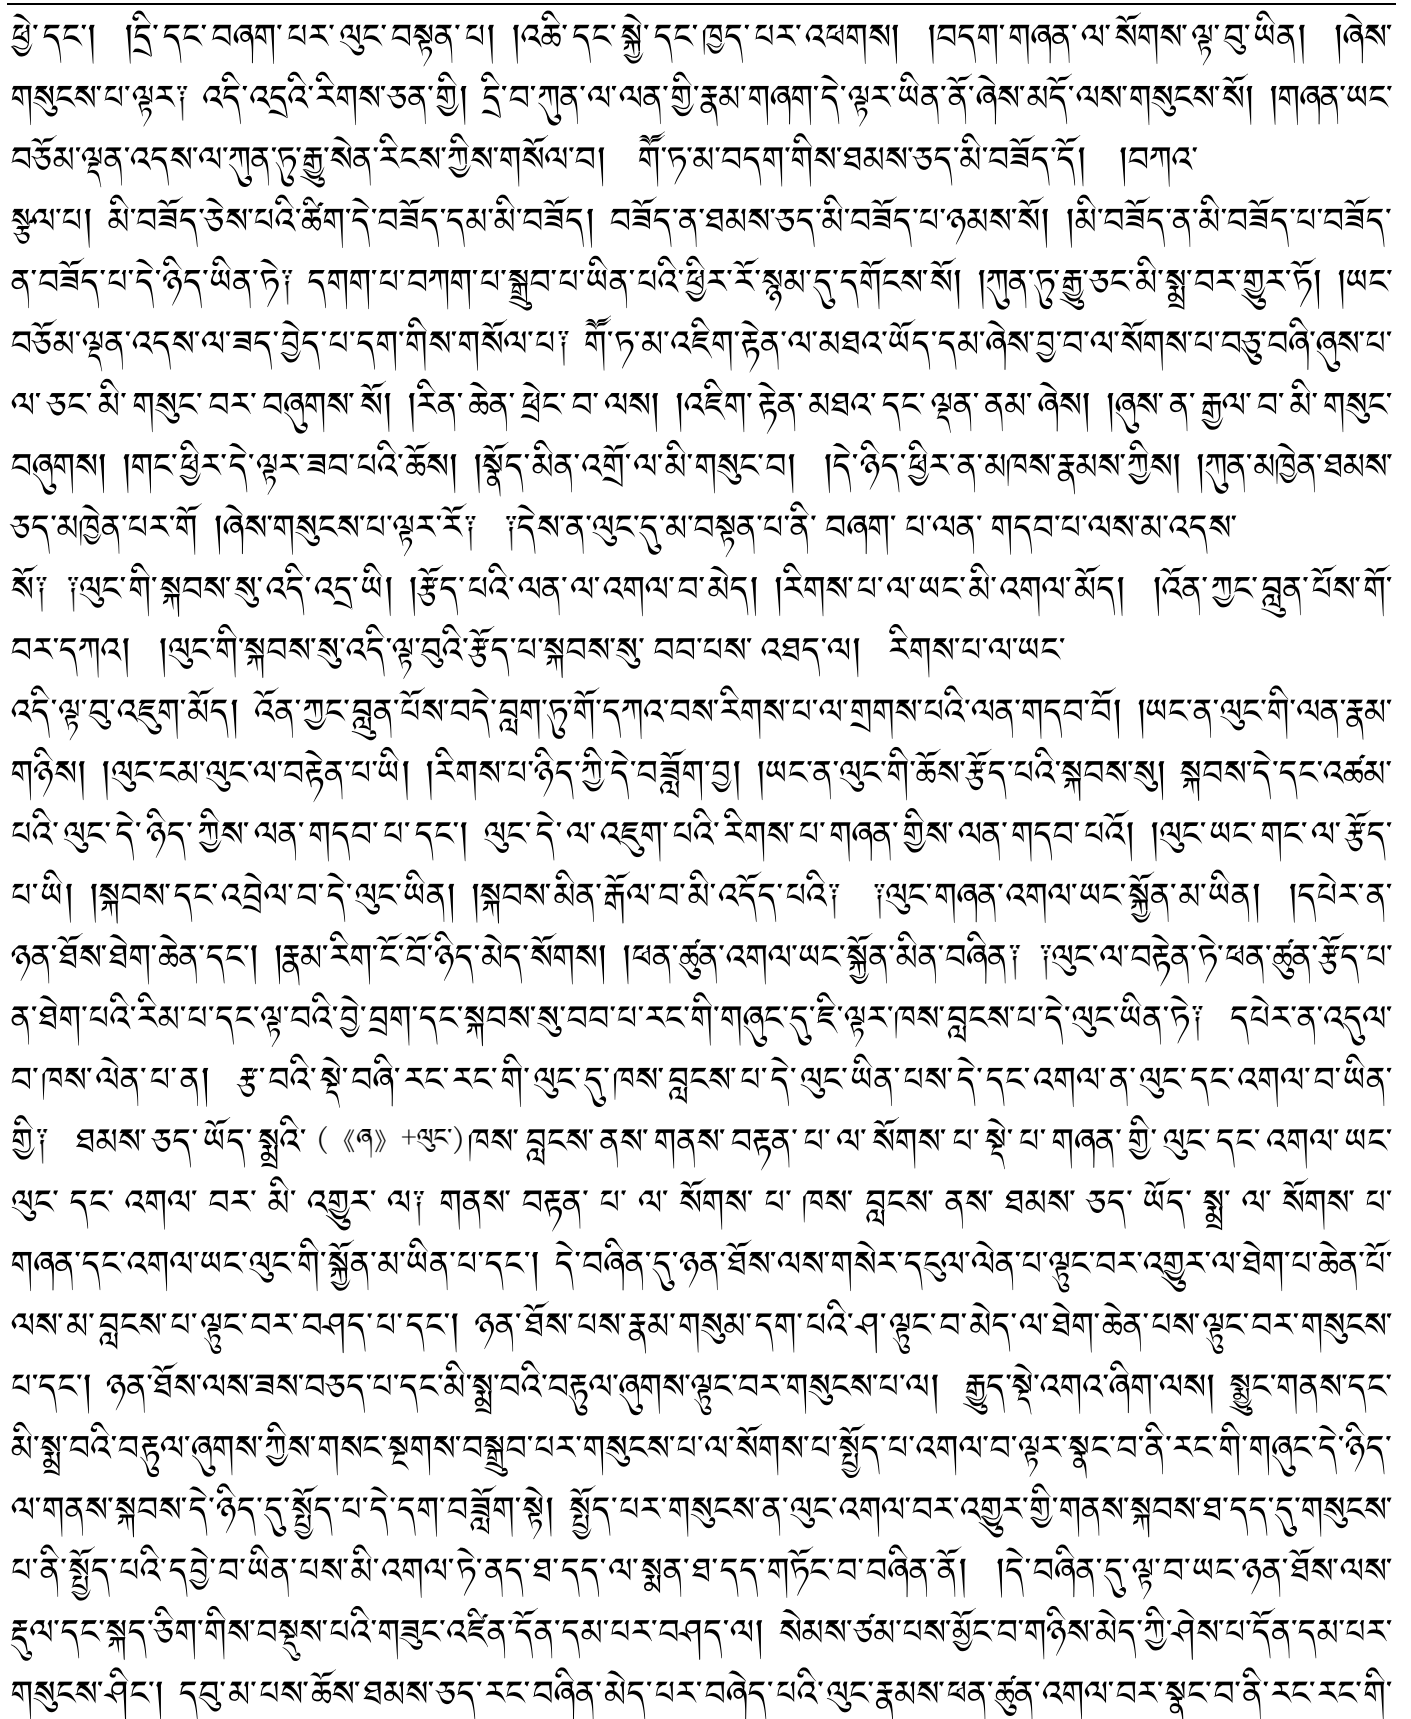 ཕྱེ་དང་།  །དྲི་དང་བཞག་པར་ལུང་བསྟན་པ། །འཆི་དང་སྐྱེ་དང་ཁྱད་པར་འཕགས།  །བདག་གཞན་ལ་སོགས་ལྟ་བུ་ཡིན།  །ཞེས་
གསུངས་པ་ལྟར༑ འདི་འདྲའི་རིགས་ཅན་གྱི། དྲི་བ་ཀུན་ལ་ལན་གྱི་རྣམ་གཞག་དེ་ལྟར་ཡིན་ནོ་ཞེས་མདོ་ལས་གསུངས་སོ། །གཞན་ཡང་
བཅོམ་ལྡན་འདས་ལ་ཀུན་ཏུ་རྒྱུ་སེན་རིངས་ཀྱིས་གསོལ་བ།  གཽ་ཏ་མ་བདག་གིས་ཐམས་ཅད་མི་བཟོད་དོ།  །བཀའ་
སྩལ་པ། མི་བཟོད་ཅེས་པའི་ཚིག་དེ་བཟོད་དམ་མི་བཟོད། བཟོད་ན་ཐམས་ཅད་མི་བཟོད་པ་ཉམས་སོ། །མི་བཟོད་ན་མི་བཟོད་པ་བཟོད་
ན་བཟོད་པ་དེ་ཉིད་ཡིན་ཏེ༑ དགག་པ་བཀག་པ་སྒྲུབ་པ་ཡིན་པའི་ཕྱིར་རོ་སྙམ་དུ་དགོངས་སོ། །ཀུན་ཏུ་རྒྱུ་ཅང་མི་སྨྲ་བར་གྱུར་ཏོ། །ཡང་
བཅོམ་ལྡན་འདས་ལ་ཟད་བྱེད་པ་དག་གིས་གསོལ་པ༑ གཽ་ཏ་མ་འཇིག་རྟེན་ལ་མཐའ་ཡོད་དམ་ཞེས་བྱ་བ་ལ་སོགས་པ་བཅུ་བཞི་ཞུས་པ་
ལ་ཅང་མི་གསུང་བར་བཞུགས་སོ། །རིན་ཆེན་ཕྲེང་བ་ལས། །འཇིག་རྟེན་མཐའ་དང་ལྡན་ནམ་ཞེས། །ཞུས་ན་རྒྱལ་བ་མི་གསུང་
བཞུགས། །གང་ཕྱིར་དེ་ལྟར་ཟབ་པའི་ཆོས། །སྣོད་མིན་འགྲོ་ལ་མི་གསུང་བ།  །དེ་ཉིད་ཕྱིར་ན་མཁས་རྣམས་ཀྱིས། །ཀུན་མཁྱེན་ཐམས་
ཅད་མཁྱེན་པར་གོ །ཞེས་གསུངས་པ་ལྟར་རོ༑  ༑དེས་ན་ལུང་དུ་མ་བསྟན་པ་ནི་ བཞག་ པ་ལན་ གདབ་པ་ལས་མ་འདས་
སོ༑ ༑ལུང་གི་སྐབས་སུ་འདི་འདྲ་ཡི། །རྩོད་པའི་ལན་ལ་འགལ་བ་མེད། །རིགས་པ་ལ་ཡང་མི་འགལ་མོད།  །འོན་ཀྱང་བླུན་པོས་གོ་
བར་དཀའ།  །ལུང་གི་སྐབས་སུ་འདི་ལྟ་བུའི་རྩོད་པ་སྐབས་སུ་ བབ་པས་ འཐད་ལ།  རིགས་པ་ལ་ཡང་
འདི་ལྟ་བུ་འཇུག་མོད། འོན་ཀྱང་བླུན་པོས་བདེ་བླག་ཏུ་གོ་དཀའ་བས་རིགས་པ་ལ་གྲགས་པའི་ལན་གདབ་བོ། །ཡང་ན་ལུང་གི་ལན་རྣམ་
གཉིས། །ལུང་ངམ་ལུང་ལ་བརྟེན་པ་ཡི། །རིགས་པ་ཉིད་ཀྱི་དེ་བཟློག་བྱ། །ཡང་ན་ལུང་གི་ཆོས་རྩོད་པའི་སྐབས་སུ། སྐབས་དེ་དང་འཚམ་
པའི་ལུང་དེ་ཉིད་ཀྱིས་ལན་གདབ་པ་དང་། ལུང་དེ་ལ་འཇུག་པའི་རིགས་པ་གཞན་གྱིས་ལན་གདབ་པའོ། །ལུང་ཡང་གང་ལ་རྩོད་
པ་ཡི། །སྐབས་དང་འབྲེལ་བ་དེ་ལུང་ཡིན། །སྐབས་མིན་རྒོལ་བ་མི་འདོད་པའི༑  ༑ལུང་གཞན་འགལ་ཡང་སྐྱོན་མ་ཡིན།  །དཔེར་ན་
ཉན་ཐོས་ཐེག་ཆེན་དང་། །རྣམ་རིག་ངོ་བོ་ཉིད་མེད་སོགས། །ཕན་ཚུན་འགལ་ཡང་སྐྱོན་མིན་བཞིན༑ ༑ལུང་ལ་བརྟེན་ཏེ་ཕན་ཚུན་རྩོད་པ་
ན་ཐེག་པའི་རིམ་པ་དང་ལྟ་བའི་བྱེ་བྲག་དང་སྐབས་སུ་བབ་པ་རང་གི་གཞུང་དུ་ཇི་ལྟར་ཁས་བླངས་པ་དེ་ལུང་ཡིན་ཏེ༑  དཔེར་ན་འདུལ་
བ་ཁས་ལེན་པ་ན།  རྩ་བའི་སྡེ་བཞི་རང་རང་གི་ལུང་དུ་ཁས་བླངས་པ་དེ་ལུང་ཡིན་པས་དེ་དང་འགལ་ན་ལུང་དང་འགལ་བ་ཡིན་
གྱི༑  ཐམས་ཅད་ཡོད་སྨྲའི་ (《ཞ》+ལུང་)ཁས་བླངས་ནས་གནས་བརྟན་པ་ལ་སོགས་པ་སྡེ་པ་གཞན་གྱི་ལུང་དང་འགལ་ཡང་
ལུང་དང་འགལ་བར་མི་འགྱུར་ལ༑ གནས་བརྟན་པ་ལ་སོགས་པ་ཁས་བླངས་ནས་ཐམས་ཅད་ཡོད་སྨྲ་ལ་སོགས་པ་
གཞན་དང་འགལ་ཡང་ལུང་གི་སྐྱོན་མ་ཡིན་པ་དང་། དེ་བཞིན་དུ་ཉན་ཐོས་ལས་གསེར་དངུལ་ལེན་པ་ལྟུང་བར་འགྱུར་ལ་ཐེག་པ་ཆེན་པོ་
ལས་མ་བླངས་པ་ལྟུང་བར་བཤད་པ་དང་། ཉན་ཐོས་པས་རྣམ་གསུམ་དག་པའི་ཤ་ལྟུང་བ་མེད་ལ་ཐེག་ཆེན་པས་ལྟུང་བར་གསུངས་
པ་དང་། ཉན་ཐོས་ལས་ཟས་བཅད་པ་དང་མི་སྨྲ་བའི་བརྟུལ་ཞུགས་ལྟུང་བར་གསུངས་པ་ལ།  རྒྱུད་སྡེ་འགའ་ཞིག་ལས། སྨྱུང་གནས་དང་
མི་སྨྲ་བའི་བརྟུལ་ཞུགས་ཀྱིས་གསང་སྔགས་བསྒྲུབ་པར་གསུངས་པ་ལ་སོགས་པ་སྤྱོད་པ་འགལ་བ་ལྟར་སྣང་བ་ནི་རང་གི་གཞུང་དེ་ཉིད་
ལ་གནས་སྐབས་དེ་ཉིད་དུ་སྤྱོད་པ་དེ་དག་བཟློག་སྟེ། སྤྱོད་པར་གསུངས་ན་ལུང་འགལ་བར་འགྱུར་གྱི་གནས་སྐབས་ཐ་དད་དུ་གསུངས་
པ་ནི་སྤྱོད་པའི་དབྱེ་བ་ཡིན་པས་མི་འགལ་ཏེ་ནད་ཐ་དད་ལ་སྨན་ཐ་དད་གཏོང་བ་བཞིན་ནོ།  །དེ་བཞིན་དུ་ལྟ་བ་ཡང་ཉན་ཐོས་ལས་
རྡུལ་དང་སྐད་ཅིག་གིས་བསྡུས་པའི་གཟུང་འཛིན་དོན་དམ་པར་བཤད་ལ། སེམས་ཙམ་པས་མྱོང་བ་གཉིས་མེད་ཀྱི་ཤེས་པ་དོན་དམ་པར་
གསུངས་ཤིང་། དབུ་མ་པས་ཆོས་ཐམས་ཅད་རང་བཞིན་མེད་པར་བཞེད་པའི་ལུང་རྣམས་ཕན་ཚུན་འགལ་བར་སྣང་བ་ནི་རང་རང་གི་